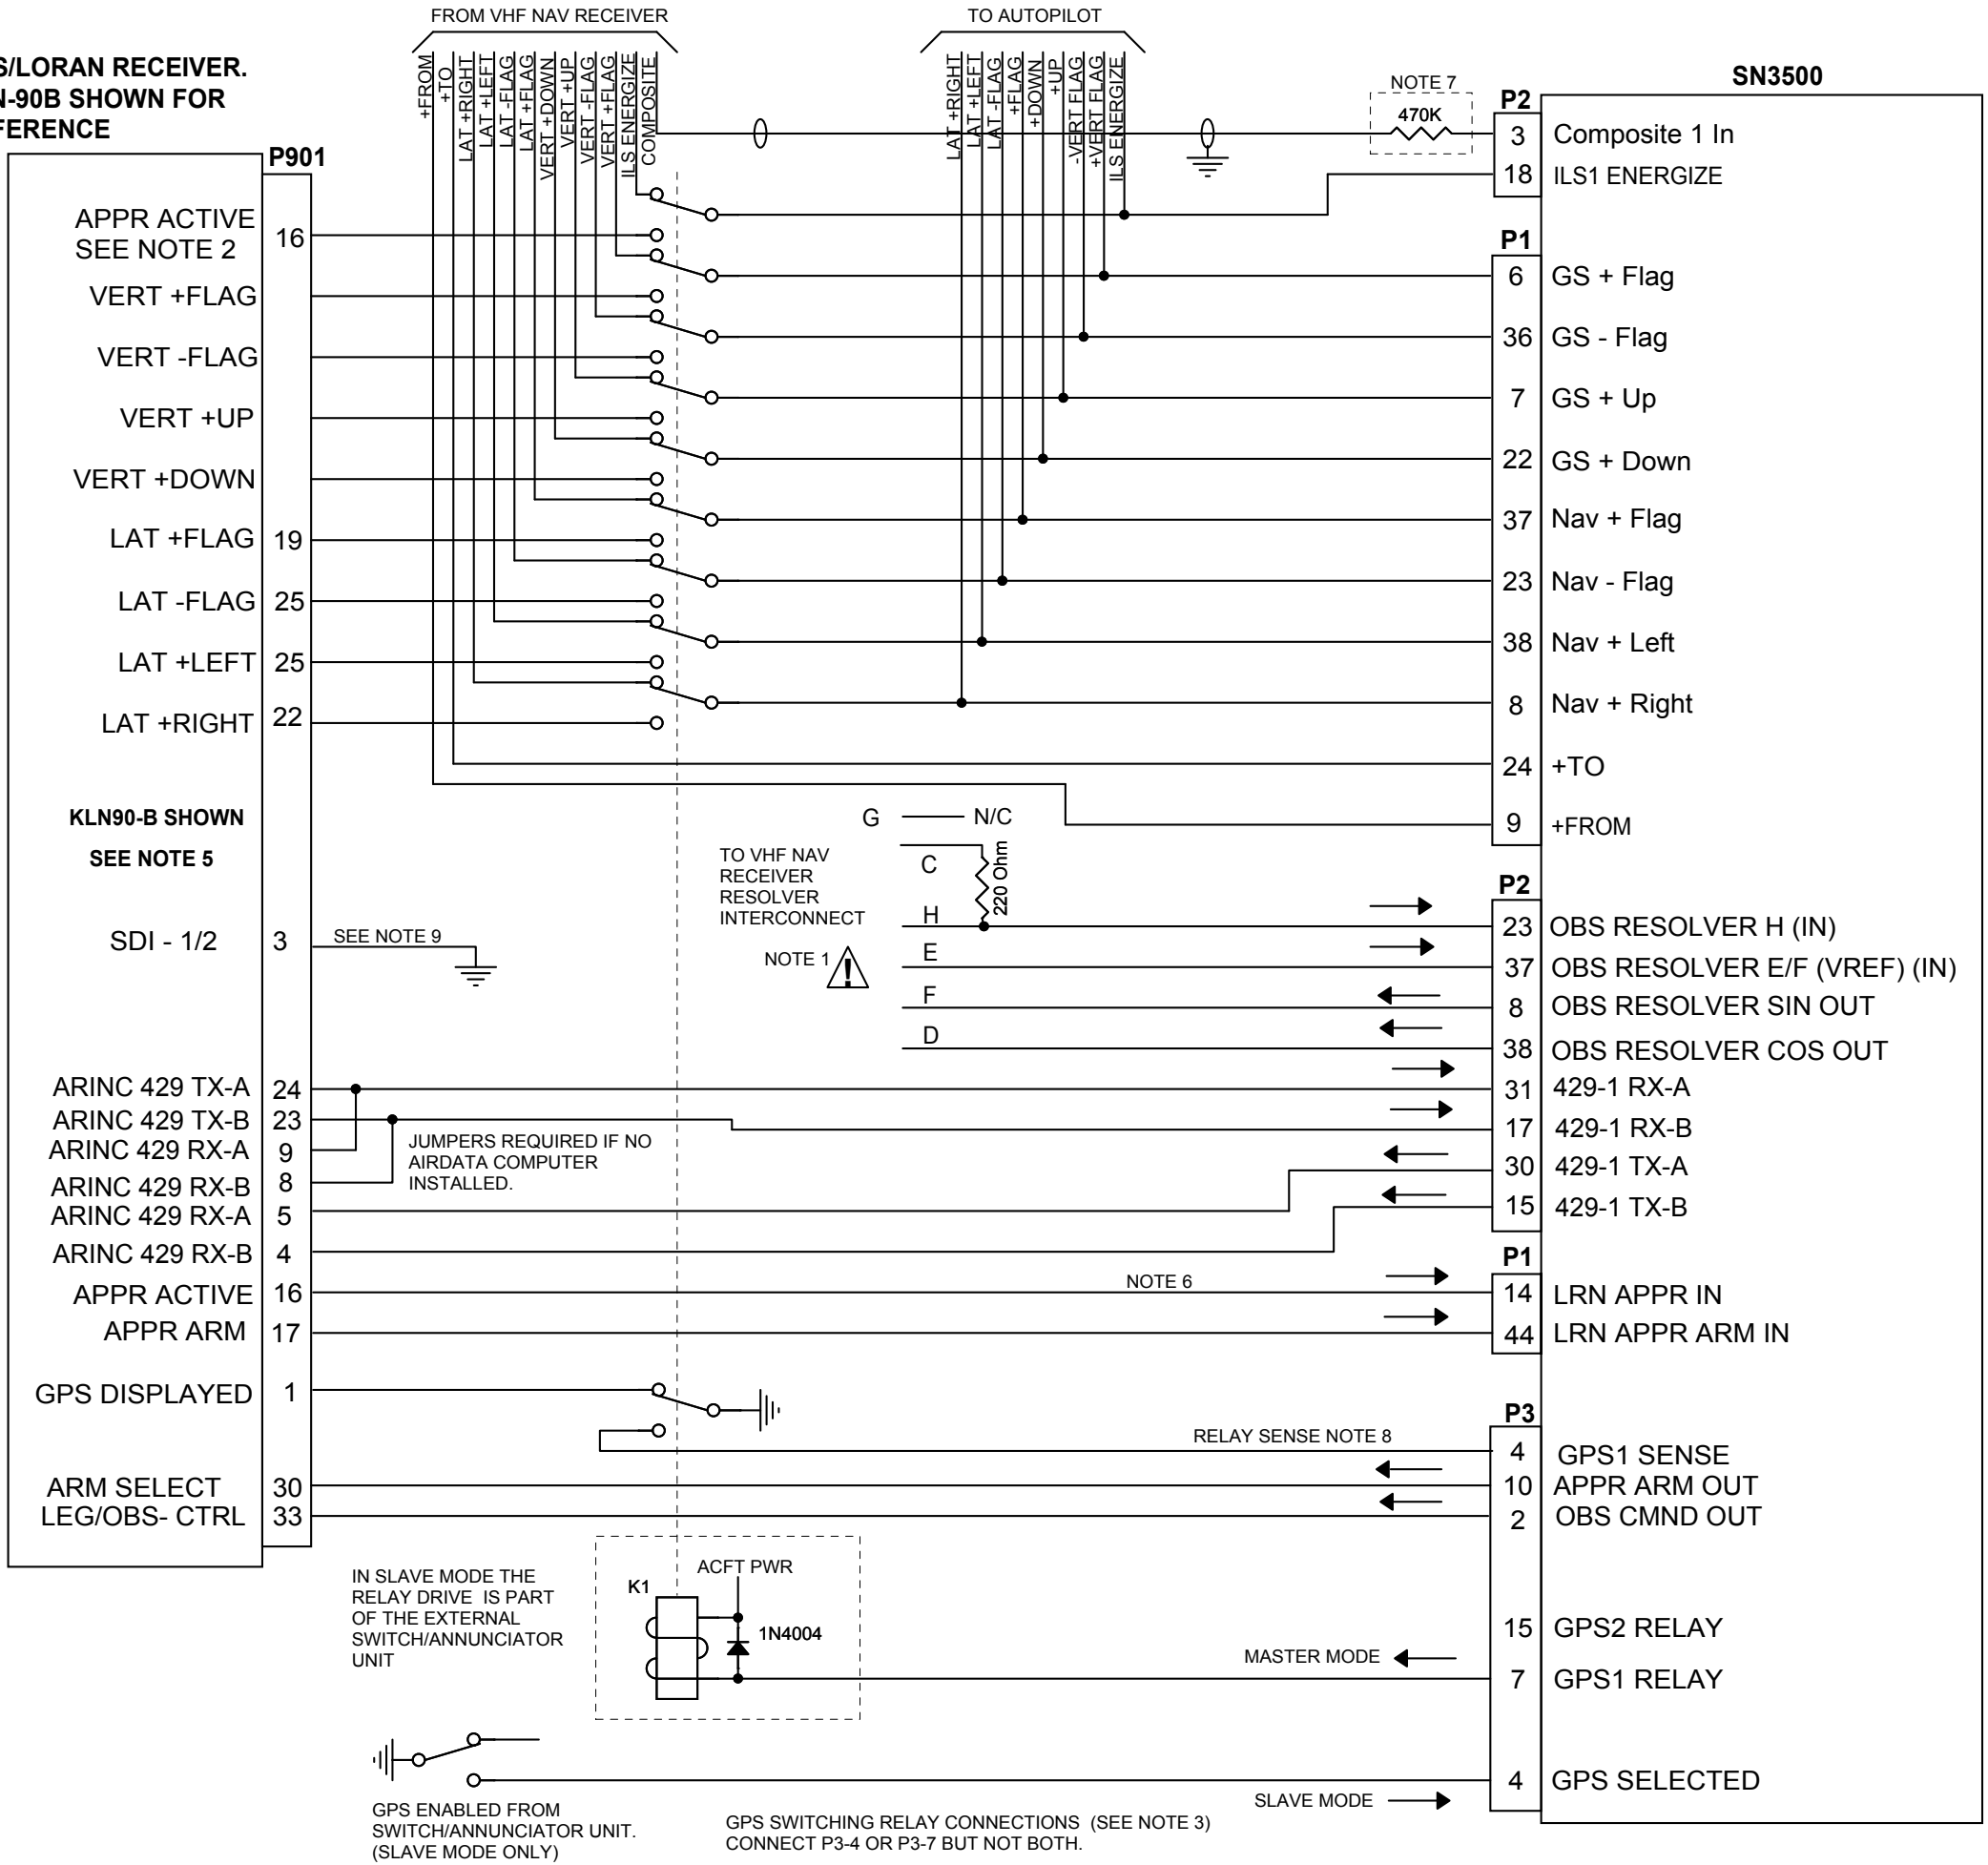 FROM VHF NAV RECEIVER
TO AUTOPILOT
S/LORAN RECEIVER.
N-90B SHOWN FOR
FERENCE
+FROM
+TO
LAT +RIGHT
LAT +LEFT
LAT -FLAG
LAT +FLAG
VERT +DOWN
VERT +UP
VERT -FLAG
VERT +FLAG
ILS ENERGIZE
COMPOSITE
LAT +RIGHT
LAT +LEFT
LAT -FLAG
+FLAG
+DOWN
+UP
-VERT FLAG
+VERT FLAG
ILS ENERGIZE
NOTE 7
470K
SN3500
P2
3 Composite 1 In
18 ILS1 ENERGIZE
P1
6 GS + Flag
36 GS - Flag
7 GS + Up
22 GS + Down
37 Nav + Flag
23 Nav - Flag
38 Nav + Left
8 Nav + Right
24 +TO
9 +FROM
P2
23 OBS RESOLVER H (IN)
37 OBS RESOLVER E/F (VREF) (IN)
8 OBS RESOLVER SIN OUT
38 OBS RESOLVER COS OUT
31 429-1 RX-A
17 429-1 RX-B
30 429-1 TX-A
15 429-1 TX-B
P1
14 LRN APPR IN
44 LRN APPR ARM IN
P3
4 GPS1 SENSE
10 APPR ARM OUT
2 OBS CMND OUT
15 GPS2 RELAY
7 GPS1 RELAY
4 GPS SELECTED
P901
APPR ACTIVE 16
SEE NOTE 2
VERT +FLAG
VERT -FLAG
VERT +UP
VERT +DOWN
LAT +FLAG 19
LAT -FLAG 25
LAT +LEFT 25
LAT +RIGHT 22
KLN90-B SHOWN
SEE NOTE 5
SDI - 1/2 3
SEE NOTE 9
ARINC 429 TX-A 24
ARINC 429 TX-B 23
ARINC 429 RX-A 9
ARINC 429 RX-B 8
ARINC 429 RX-A 5
ARINC 429 RX-B 4
APPR ACTIVE 16
APPR ARM 17
GPS DISPLAYED 1
ARM SELECT 30
LEG/OBS- CTRL 33
G N/C
C
220 Ohm
H
E
F
D
TO VHF NAV
RECEIVER
RESOLVER
INTERCONNECT
NOTE 1 !
JUMPERS REQUIRED IF NO
AIRDATA COMPUTER
INSTALLED.
NOTE 6
RELAY SENSE NOTE 8
IN SLAVE MODE THE
RELAY DRIVE IS PART
OF THE EXTERNAL
SWITCH/ANNUNCIATOR
UNIT
K1
ACFT PWR
1N4004
MASTER MODE
SLAVE MODE
GPS ENABLED FROM
SWITCH/ANNUNCIATOR UNIT.
(SLAVE MODE ONLY)
GPS SWITCHING RELAY CONNECTIONS (SEE NOTE 3)
CONNECT P3-4 OR P3-7 BUT NOT BOTH.